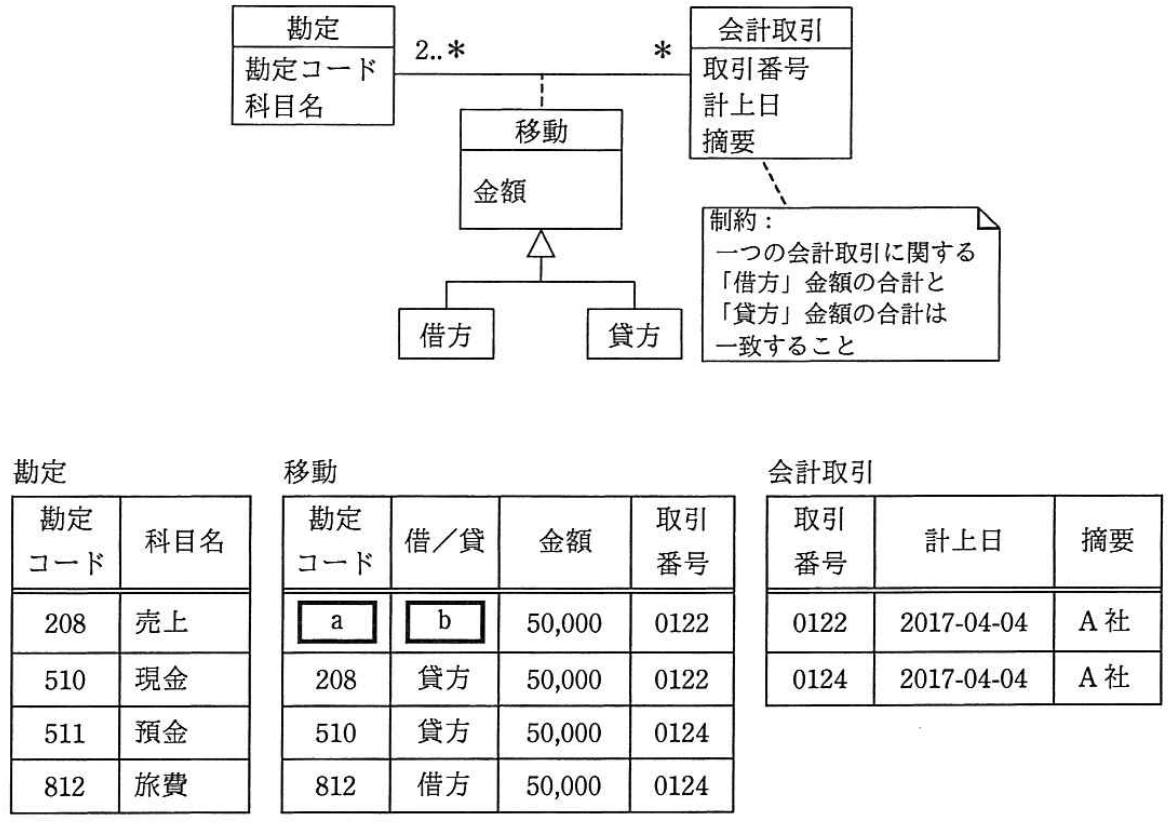 勘定
勘定コード
科目名
2..*
*
会計取引
取引番号
計上日
摘要
移動
金額
借方
貸方
制約：
一つの会計取引に関する
「借方」金額の合計と
「貸方」金額の合計は
一致すること
勘定
勘定
コード
科目名
208 売上
510 現金
511 預金
812 旅費
移動
勘定
コード
借／貸
金額
取引
番号
a b 50,000 0122
208 貸方 50,000 0122
510 貸方 50,000 0124
812 借方 50,000 0124
会計取引
取引
番号
計上日
摘要
0122 2017-04-04 A社
0124 2017-04-04 A社